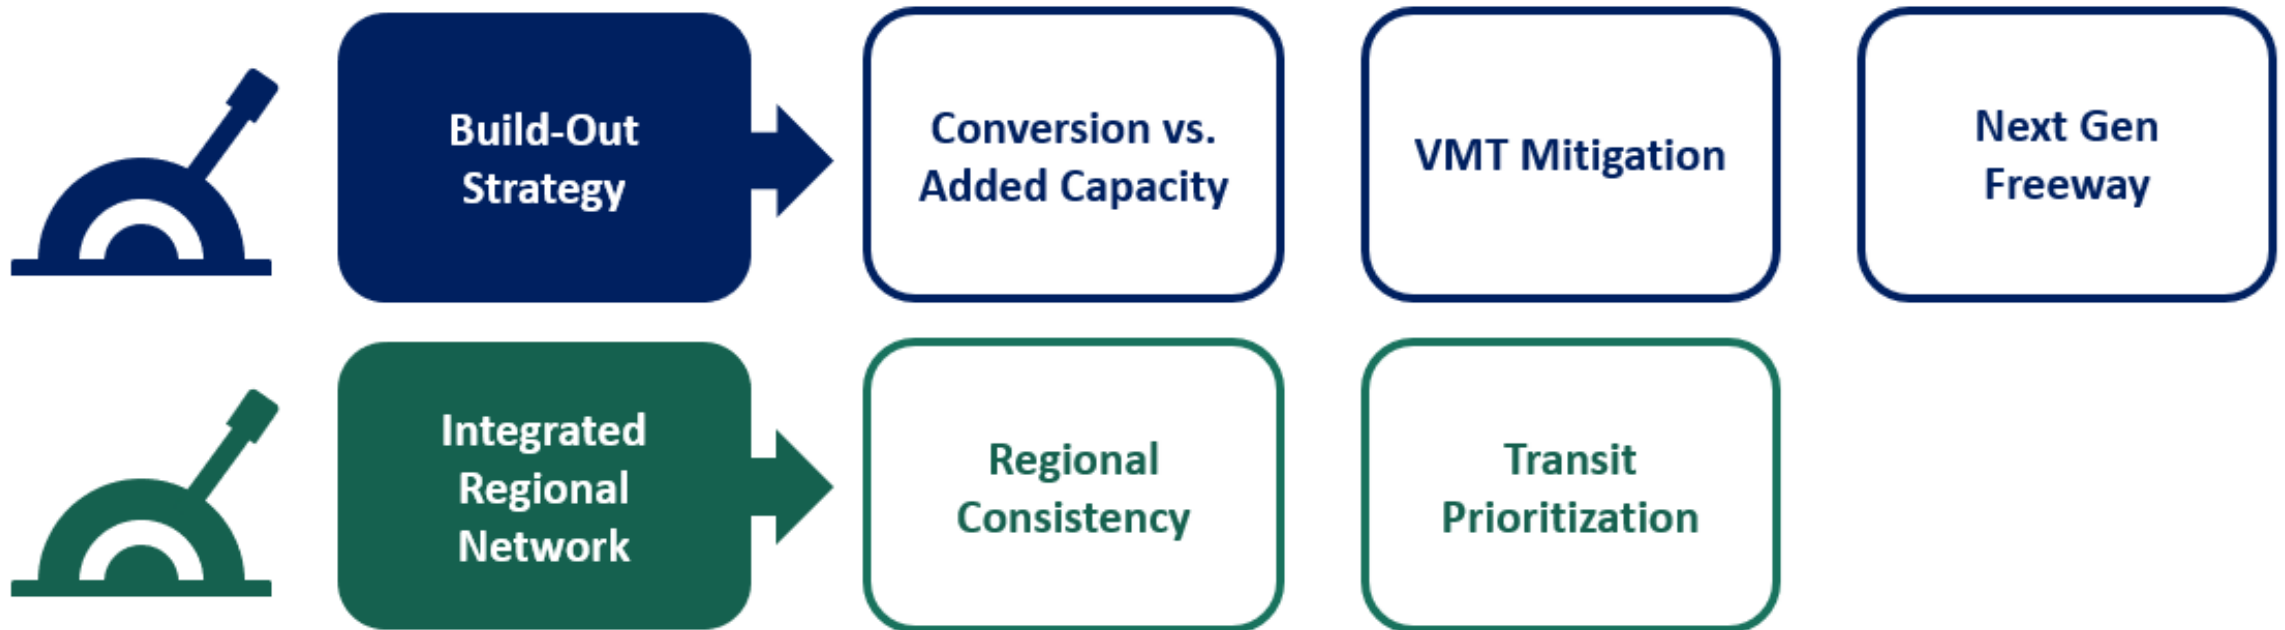 Build-Out
Strategy
Conversion vs.
Added Capacity
VMT Mitigation
Next Gen
Freeway
Integrated
Regional
Network
Regional
Consistency
Transit
Prioritization